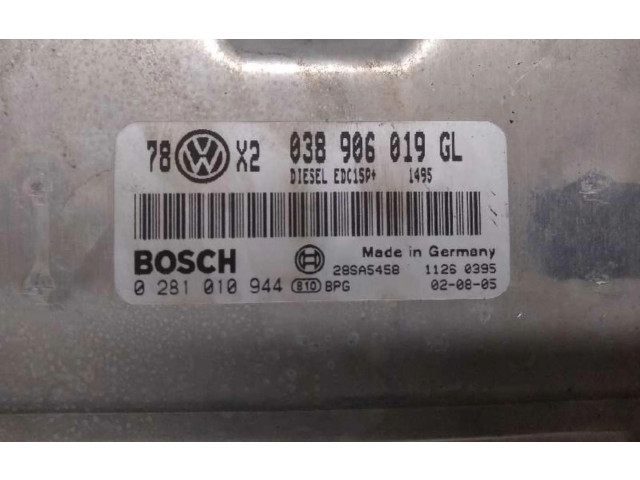 78 VW X2 038 906 019 GL
DIESEL EDC15P+ 1495
BOSCH Made in Germany
28SA5458 1126 0395
0 281 010 944 810 BPG 02-08-05